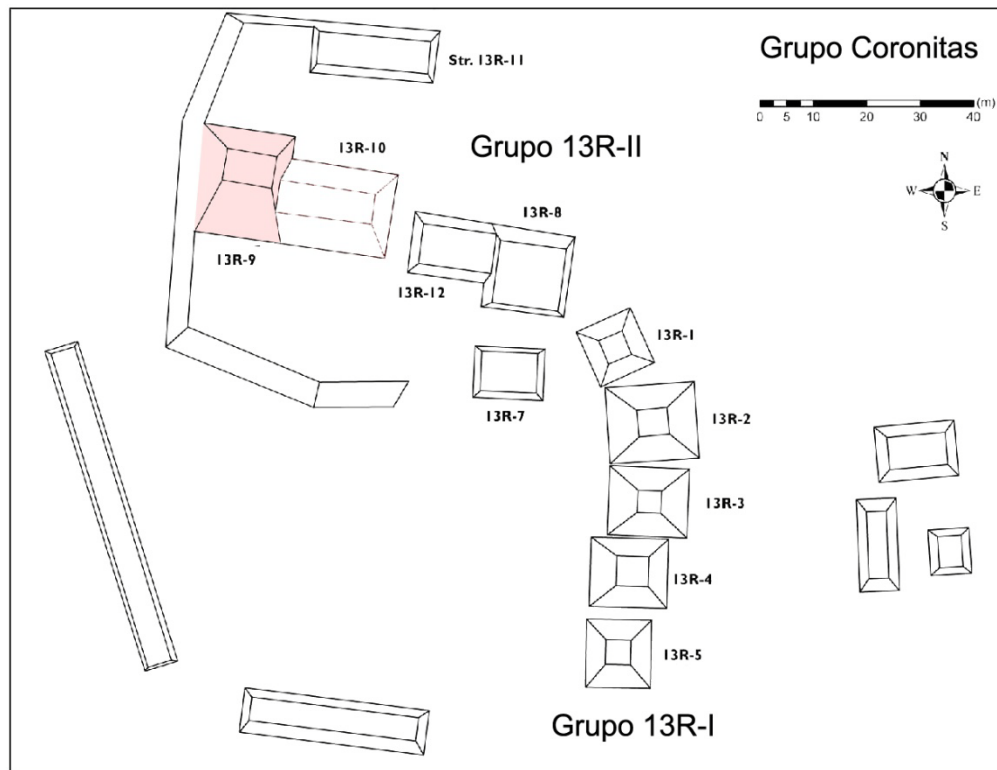 Grupo Coronitas
Str. 13R-11
(m)
0 5 10 20 30 40
13R-10
Grupo 13R-II
N
W E
S
13R-8
13R-9
13R-12
13R-1
13R-7
13R-2
13R-3
13R-4
13R-5
Grupo 13R-I